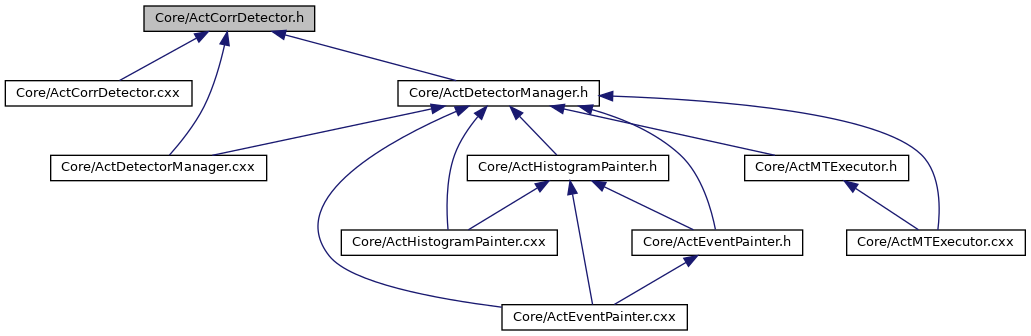 Core/ActCorrDetector.h
Core/ActCorrDetector.cxx
Core/ActDetectorManager.h
Core/ActDetectorManager.cxx
Core/ActHistogramPainter.h
Core/ActMTExecutor.h
Core/ActHistogramPainter.cxx
Core/ActEventPainter.h
Core/ActMTExecutor.cxx
Core/ActEventPainter.cxx